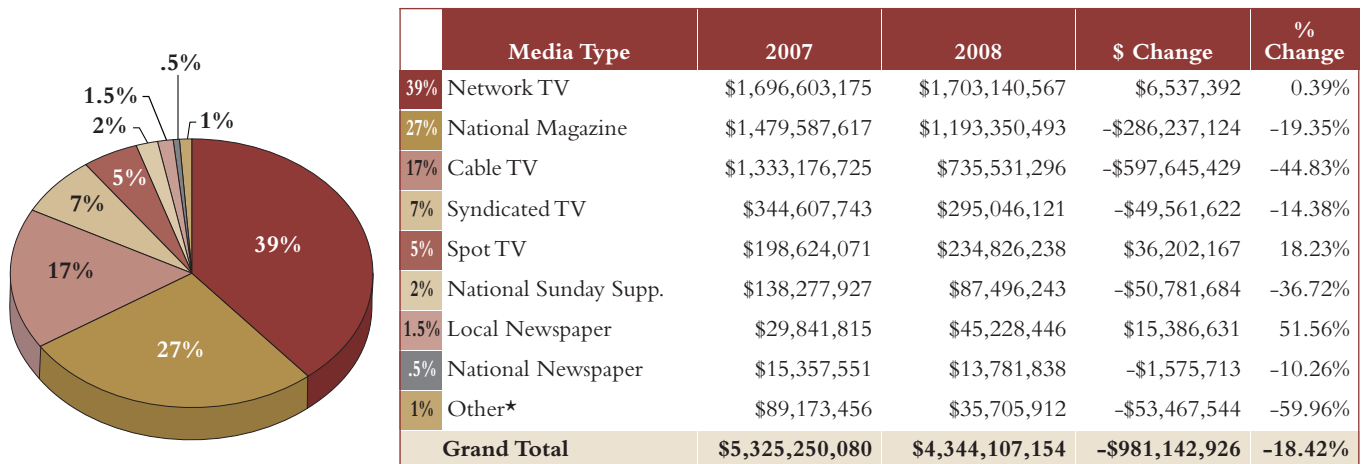 .5%
1.5%
2%
1%
5%
7%
39%
17%
27%
Media Type 2007 2008 $ Change % Change
39% Network TV $1,696,603,175 $1,703,140,567 $6,537,392 0.39%
27% National Magazine $1,479,587,617 $1,193,350,493 -$286,237,124 -19.35%
17% Cable TV $1,333,176,725 $735,531,296 -$597,645,429 -44.83%
7% Syndicated TV $344,607,743 $295,046,121 -$49,561,622 -14.38%
5% Spot TV $198,624,071 $234,826,238 $36,202,167 18.23%
2% National Sunday Supp. $138,277,927 $87,496,243 -$50,781,684 -36.72%
1.5% Local Newspaper $29,841,815 $45,228,446 $15,386,631 51.56%
.5% National Newspaper $15,357,551 $13,781,838 -$1,575,713 -10.26%
1% Other★ $89,173,456 $35,705,912 -$53,467,544 -59.96%
Grand Total $5,325,250,080 $4,344,107,154 -$981,142,926 -18.42%